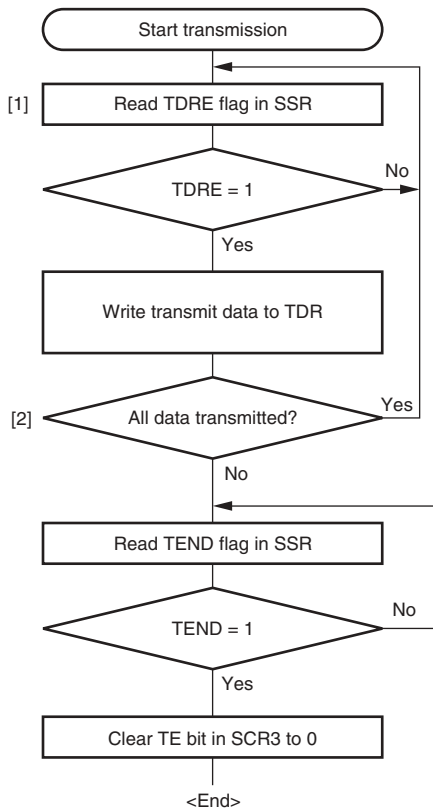 Start transmission
[1]
Read TDRE flag in SSR
TDRE = 1
No
Yes
Write transmit data to TDR
[2]
All data transmitted?
Yes
No
Read TEND flag in SSR
TEND = 1
No
Yes
Clear TE bit in SCR3 to 0
<End>